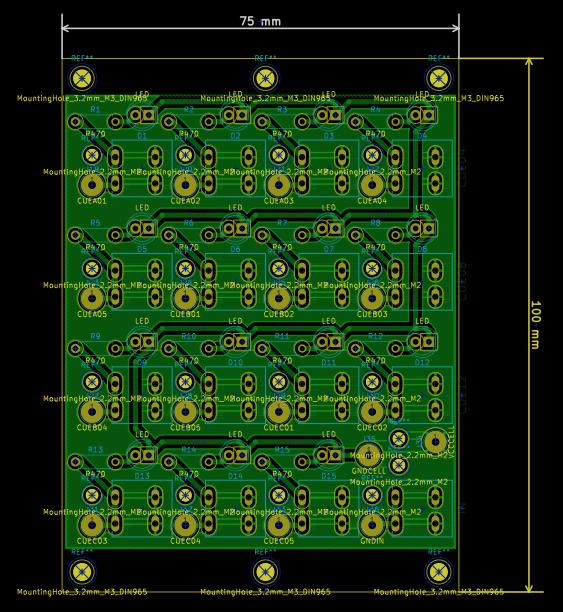 75 mm
REF** REF** REF**
MountingHole_3.2mm_M3_DIN965 MountingHole_3.2mm_M3_DIN965 MountingHole_3.2mm_M3_DIN965
LED LED LED LED
R1 R2 R3 R4
D1 D2 D3 D4
R470 R470 R470 R470
MountingHole_2.2mm_M2 MountingHole_2.2mm_M2 MountingHole_2.2mm_M2 MountingHole_2.2mm_M2
CUEA01 CUEA02 CUEA03 CUEA04
LED LED LED LED
R5 R6 R7 R8
D5 D6 D7 D8
R470 R470 R470 R470
MountingHole_2.2mm_M2 MountingHole_2.2mm_M2 MountingHole_2.2mm_M2 MountingHole_2.2mm_M2
CUEA05 CUEB01 CUEB02 CUEB03
100 mm
LED LED LED LED
R9 R10 R11 R12
D9 D10 D11 D12
R470 R470 R470 R470
MountingHole_2.2mm_M2 MountingHole_2.2mm_M2 MountingHole_2.2mm_M2 MountingHole_2.2mm_M2
CUEB04 CUEB05 CUEC01 CUEC02
LED LED LED
R13 R14 R15
VCCCELL
MountingHole_2.2mm_M2
GNDCELL
D13 D14 D15
R470 R470 R470
MountingHole_2.2mm_M2
MountingHole_2.2mm_M2 MountingHole_2.2mm_M2 MountingHole_2.2mm_M2 MountingHole_2.2mm_M2
CUEC03 CUEC04 CUEC05 GNDIN
REF** REF** REF**
MountingHole_3.2mm_M3_DIN965 MountingHole_3.2mm_M3_DIN965 MountingHole_3.2mm_M3_DIN965